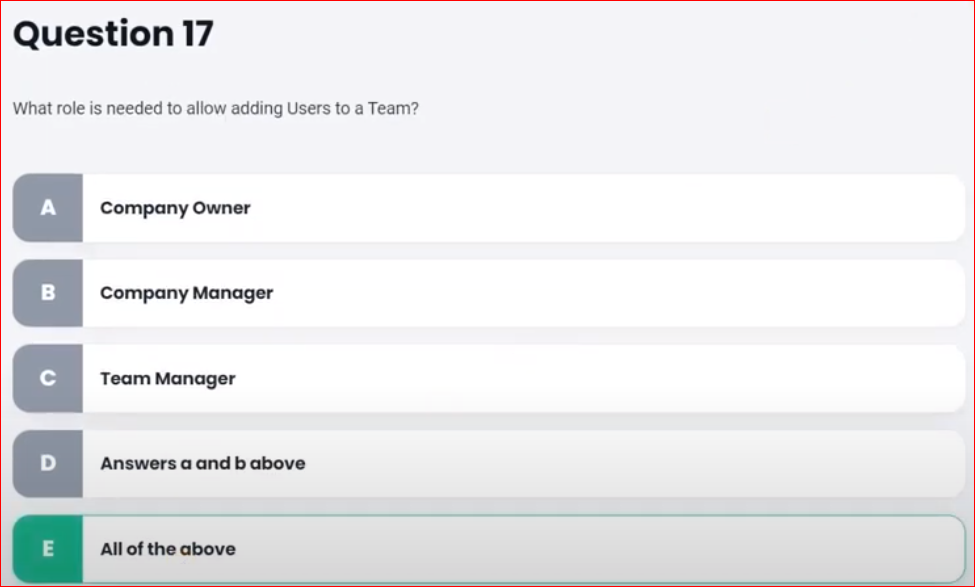 Question 17
What role is needed to allow adding Users to a Team?
A Company Owner
B Company Manager
C Team Manager
D Answers a and b above
E All of the above